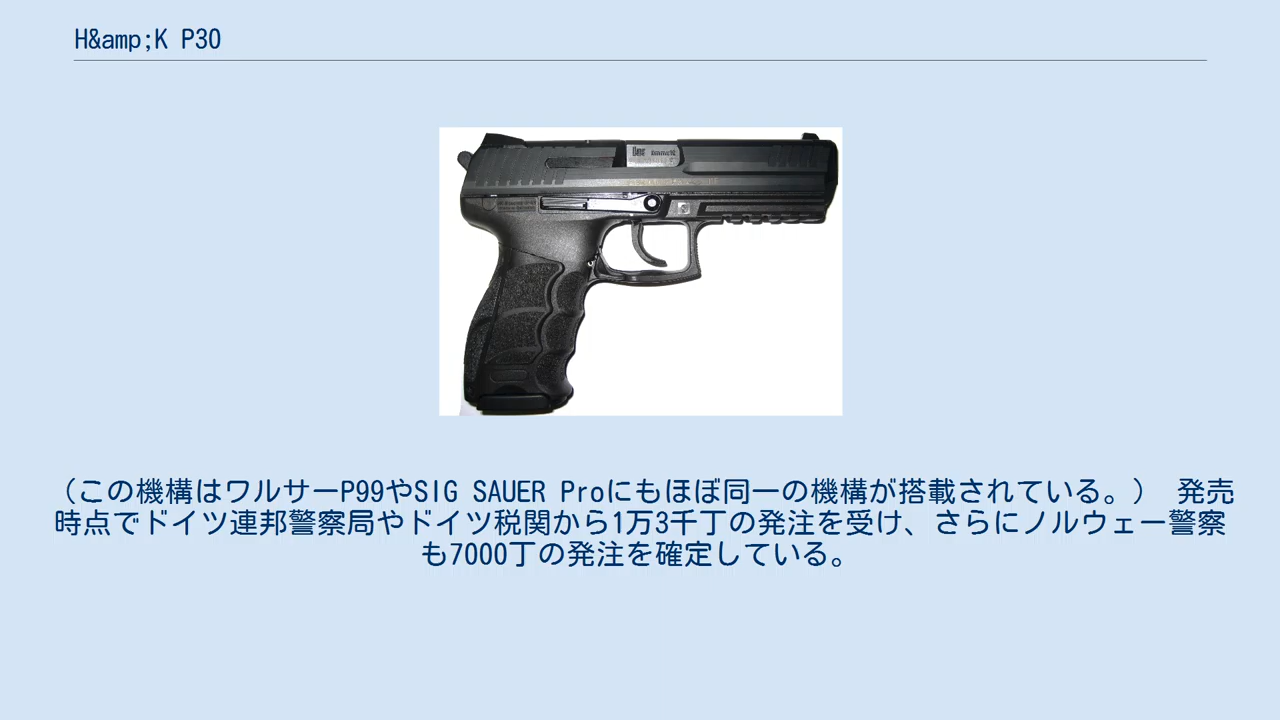 H&amp;K P30
（この機構はワルサーP99やSIG SAUER Proにもほぼ同一の機構が搭載されている。） 発売
時点でドイツ連邦警察局やドイツ税関から1万3千丁の発注を受け、さらにノルウェー警察
も7000丁の発注を確定している。